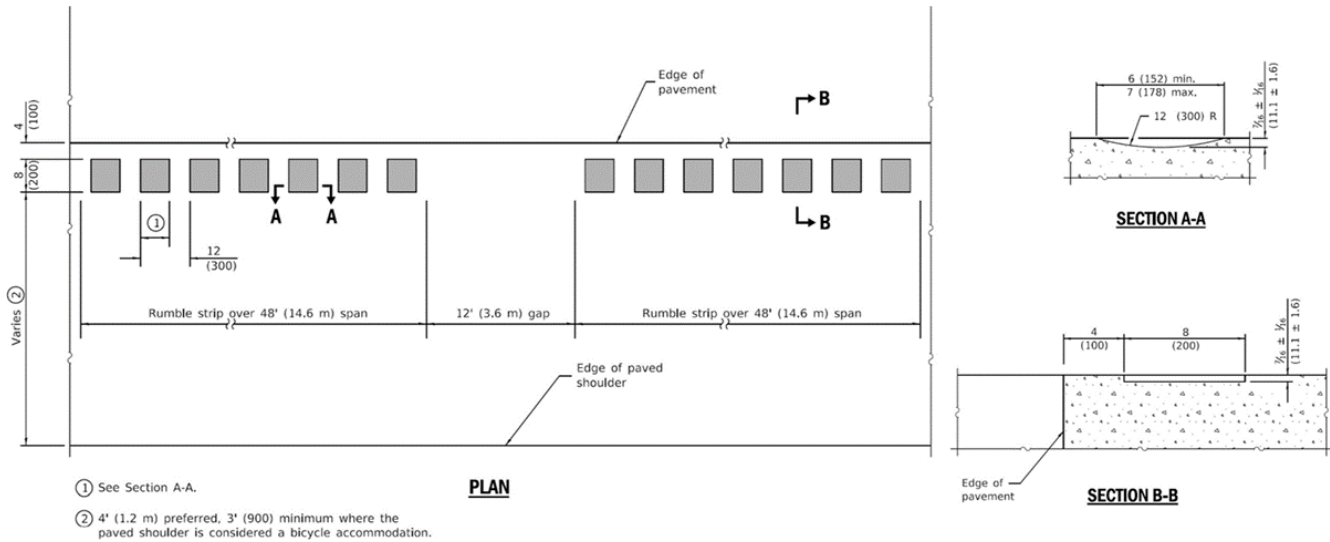 Edge of
pavement
B
4
(100)
8
(200)
A A
B
1
12
(300)
Varies 2
Rumble strip over 48' (14.6 m) span
12' (3.6 m) gap
Rumble strip over 48' (14.6 m) span
Edge of paved
shoulder
1 See Section A-A.
2 4' (1.2 m) preferred, 3' (900) minimum where the
paved shoulder is considered a bicycle accommodation.
PLAN
6 (152) min.
7 (178) max.
12 (300) R
7/16 ± 1/16
(11.1 ± 1.6)
SECTION A-A
4
(100)
8
(200)
7/16 ± 1/16
(11.1 ± 1.6)
Edge of
pavement
SECTION B-B